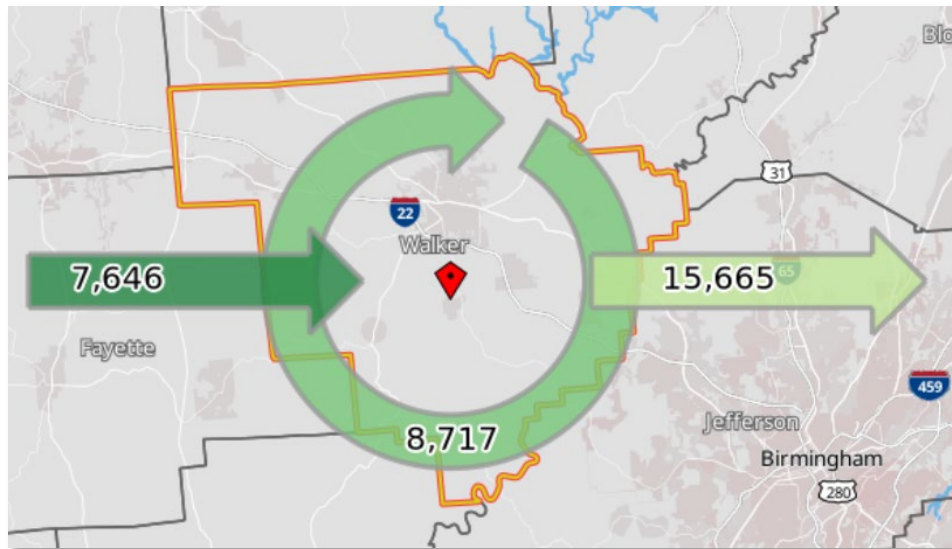 Blo
31
22
Walker
7,646
15,665
65
Fayette
459
Jefferson
8,717
Birmingham
280